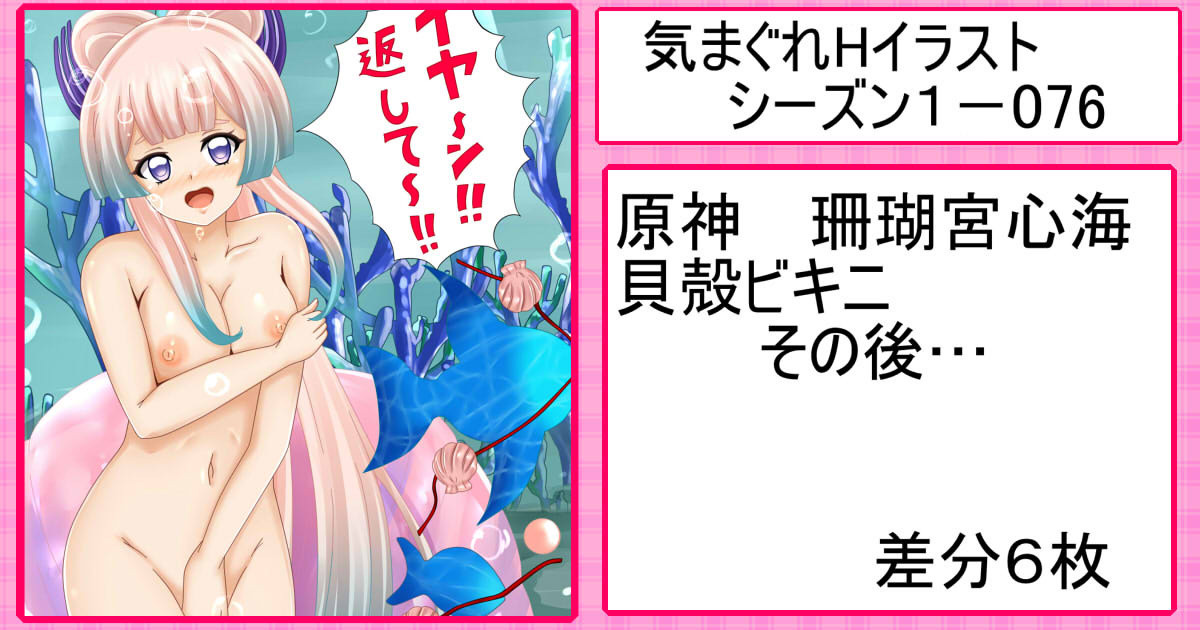 イヤ～ン!!
返して～!!
気まぐれHイラスト
シーズン１－076
原神　珊瑚宮心海
貝殻ビキニ
その後…
差分６枚